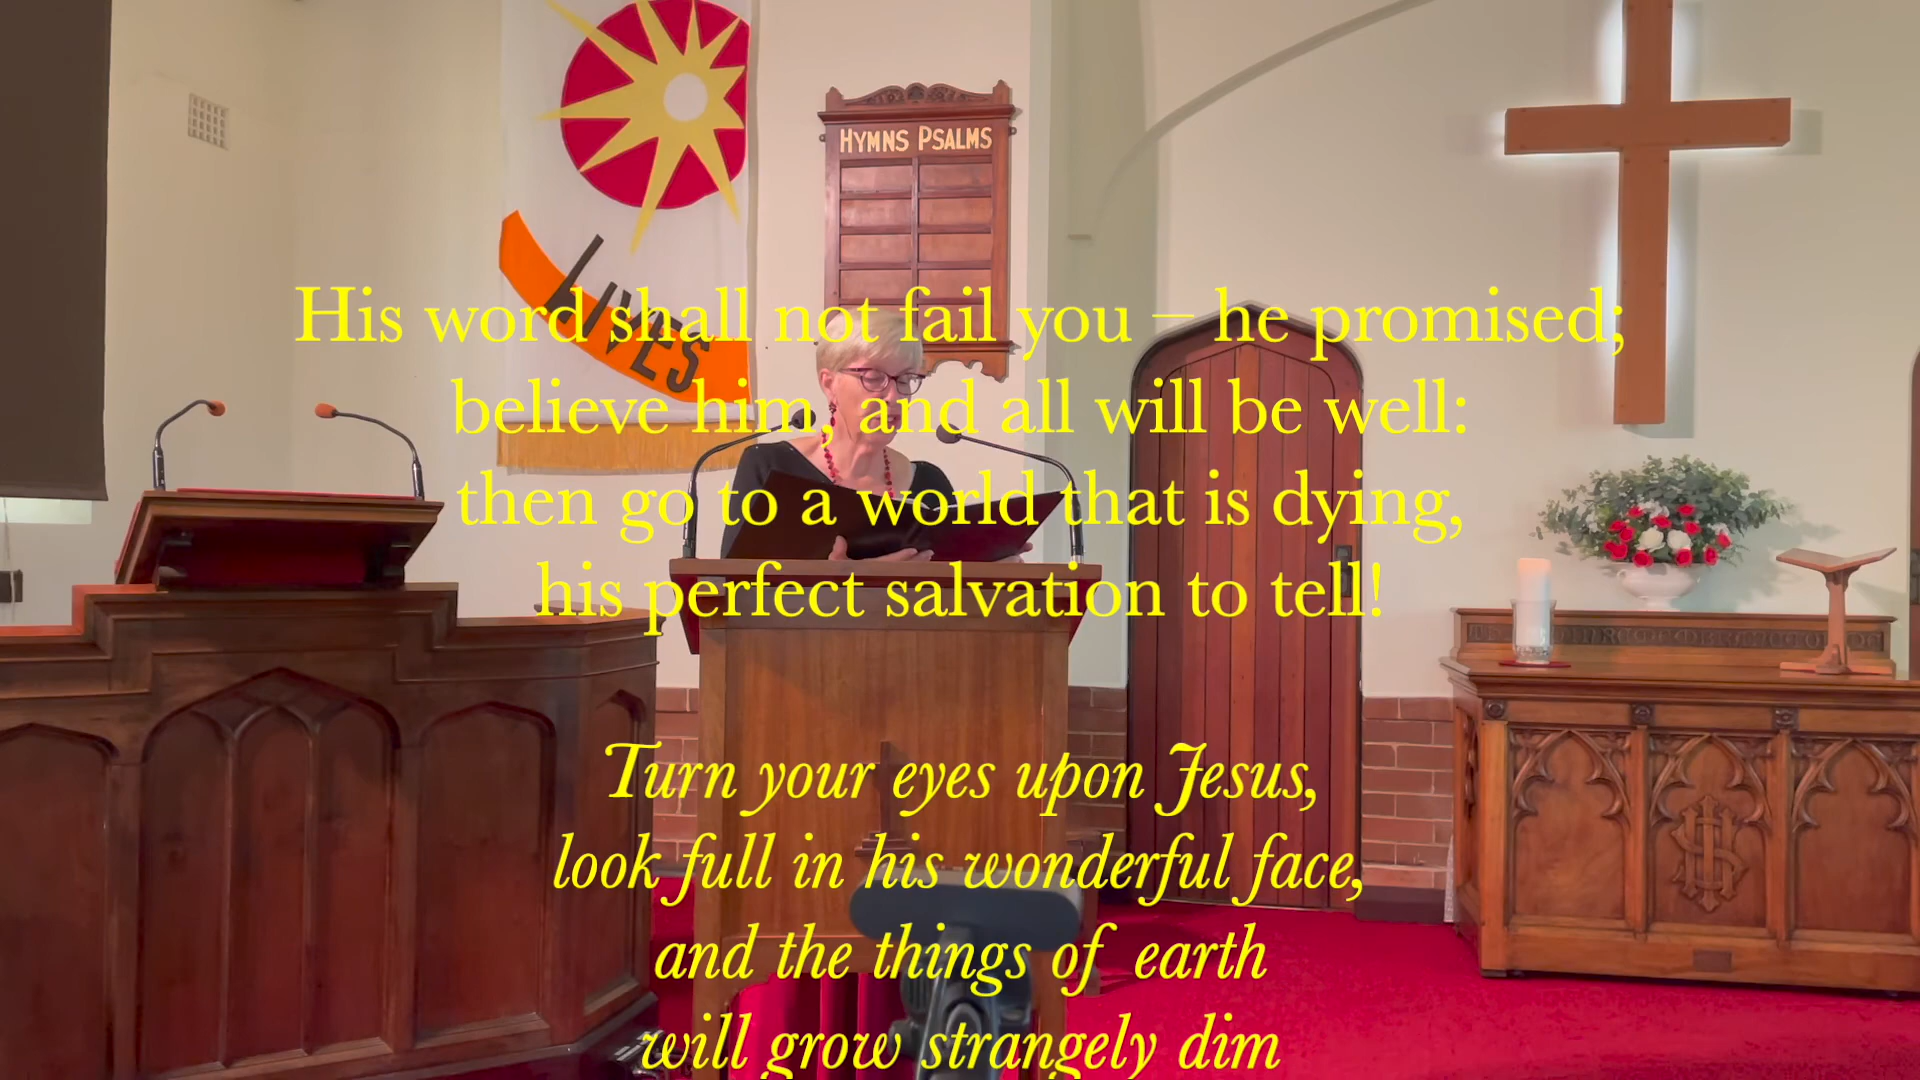 HYMNS PSALMS
LIVES
His word shall not fail you – he promised;
believe him, and all will be well:
then go to a world that is dying,
his perfect salvation to tell!
Turn your eyes upon Jesus,
look full in his wonderful face,
and the things of earth
will grow strangely dim
IHS